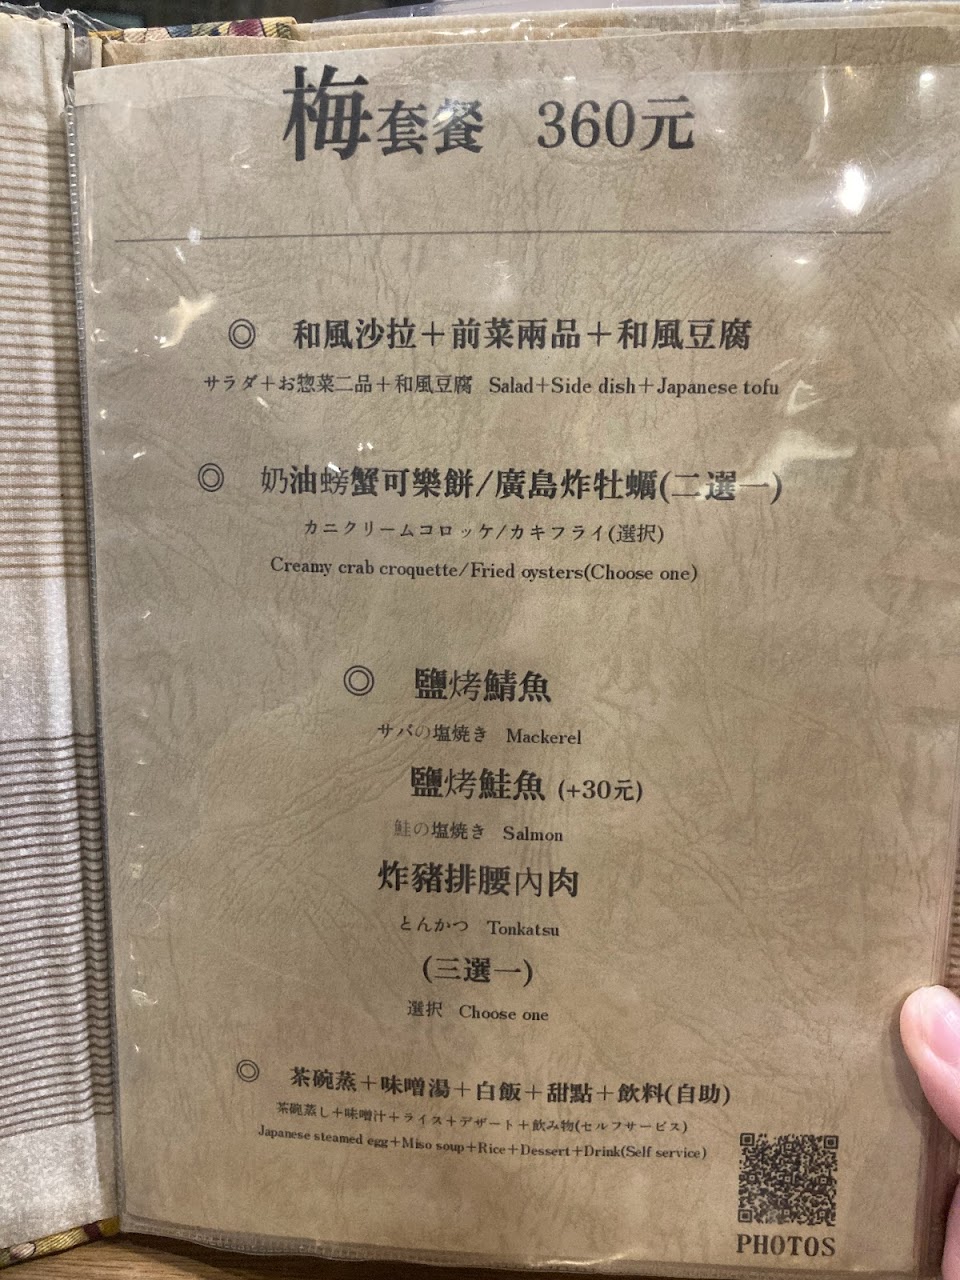 梅套餐 360元
◎ 和風沙拉＋前菜兩品＋和風豆腐
サラダ＋お惣菜二品＋和風豆腐 Salad＋Side dish＋Japanese tofu
◎ 奶油螃蟹可樂餅/廣島炸牡蠣(二選一)
カニクリームコロッケ/カキフライ(選択)
Creamy crab croquette/Fried oysters(Choose one)
◎ 鹽烤鯖魚
サバの塩焼き Mackerel
鹽烤鮭魚 (+30元)
鮭の塩焼き Salmon
炸豬排腰內肉
とんかつ Tonkatsu
(三選一)
選択 Choose one
◎ 茶碗蒸＋味噌湯＋白飯＋甜點＋飲料(自助)
茶碗蒸し＋味噌汁＋ライス＋デザート＋飲み物(セルフサービス)
Japanese steamed egg＋Miso soup＋Rice＋Dessert＋Drink(Self service)
PHOTOS